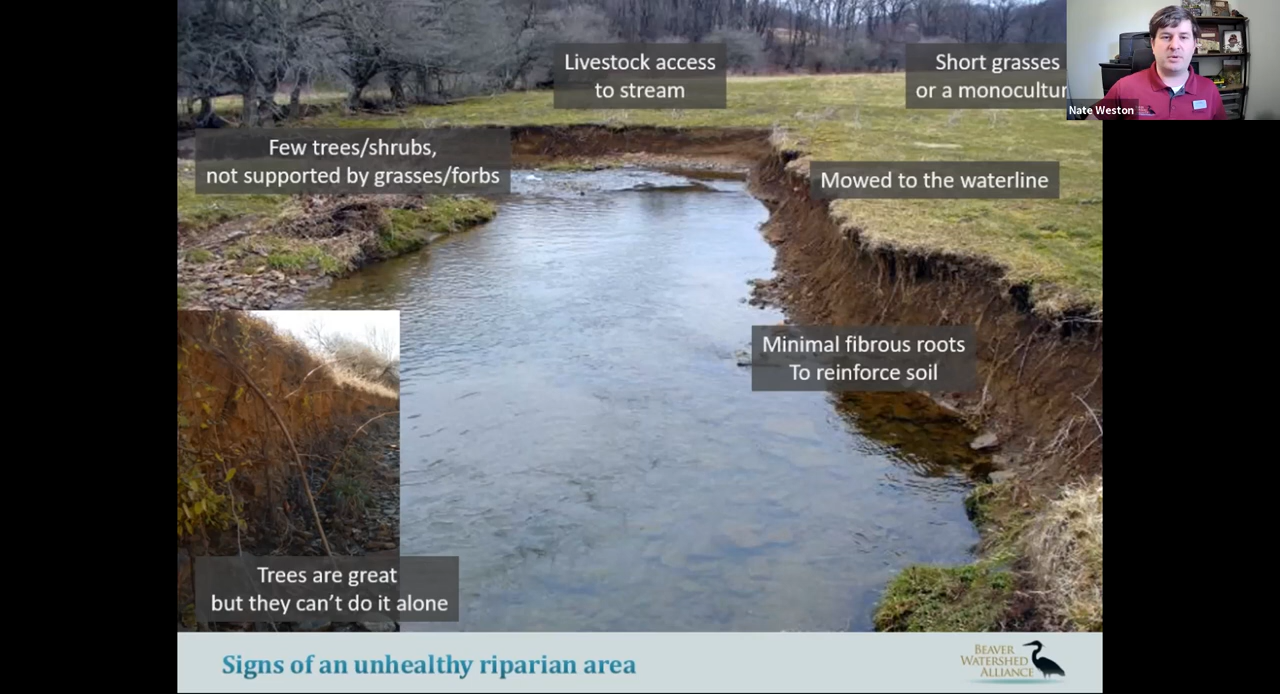 Livestock access
to stream
Short grasses
or a monocultur
Nate Weston
Few trees/shrubs,
not supported by grasses/forbs
Mowed to the waterline
Minimal fibrous roots
To reinforce soil
Trees are great
but they can't do it alone
Signs of an unhealthy riparian area
BEAVER
WATERSHED
ALLIANCE